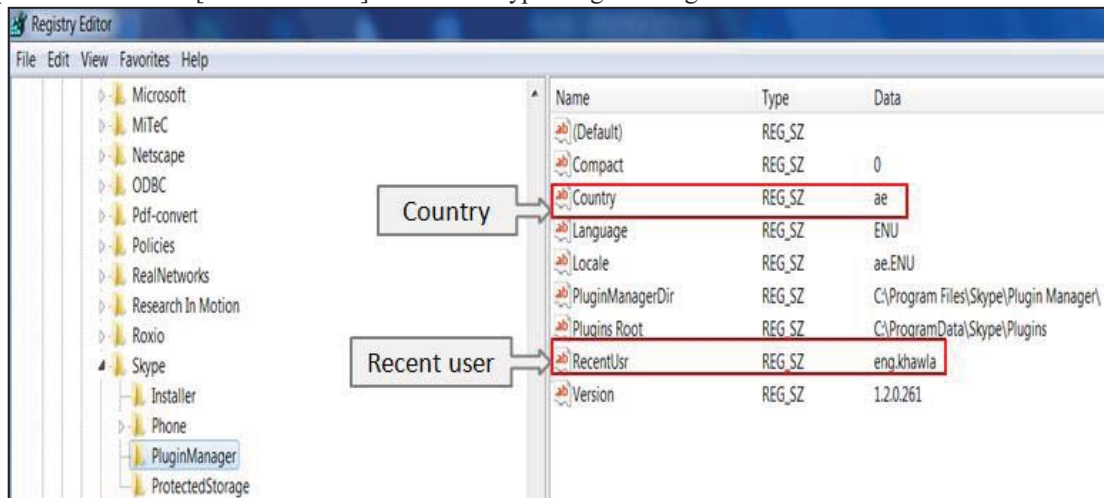 Registry Editor
File Edit View Favorites Help
Microsoft
MiTeC
Netscape
ODBC
Pdf-convert
Policies
RealNetworks
Research In Motion
Roxio
Skype
Installer
Phone
PluginManager
ProtectedStorage
Country
Recent user
Name Type Data
(Default) REG_SZ
Compact REG_SZ 0
Country REG_SZ ae
Language REG_SZ ENU
Locale REG_SZ ae.ENU
PluginManagerDir REG_SZ C:\Program Files\Skype\Plugin Manager\
Plugins Root REG_SZ C:\ProgramData\Skype\Plugins
RecentUsr REG_SZ eng.khawla
Version REG_SZ 1.2.0.261